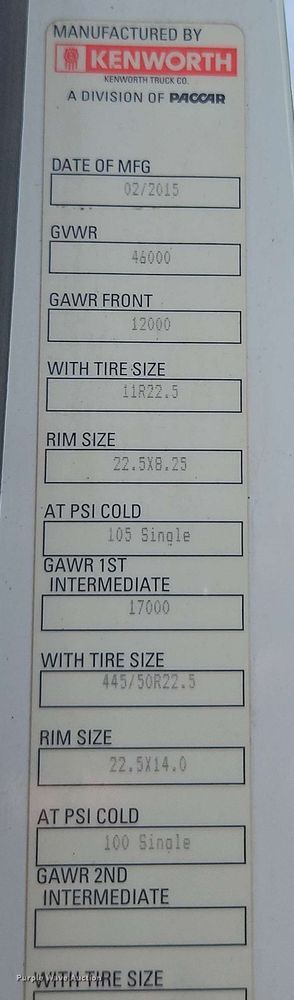 MANUFACTURED BY
KENWORTH
KENWORTH TRUCK CO.
A DIVISION OF PACCAR
DATE OF MFG
02/2015
GVWR
46000
GAWR FRONT
12000
WITH TIRE SIZE
11R22.5
RIM SIZE
22.5X8.25
AT PSI COLD
105 Single
GAWR 1ST
INTERMEDIATE
17000
WITH TIRE SIZE
445/50R22.5
RIM SIZE
22.5X14.0
AT PSI COLD
100 Single
GAWR 2ND
INTERMEDIATE
WITH TIRE SIZE
Purple Wave Auction